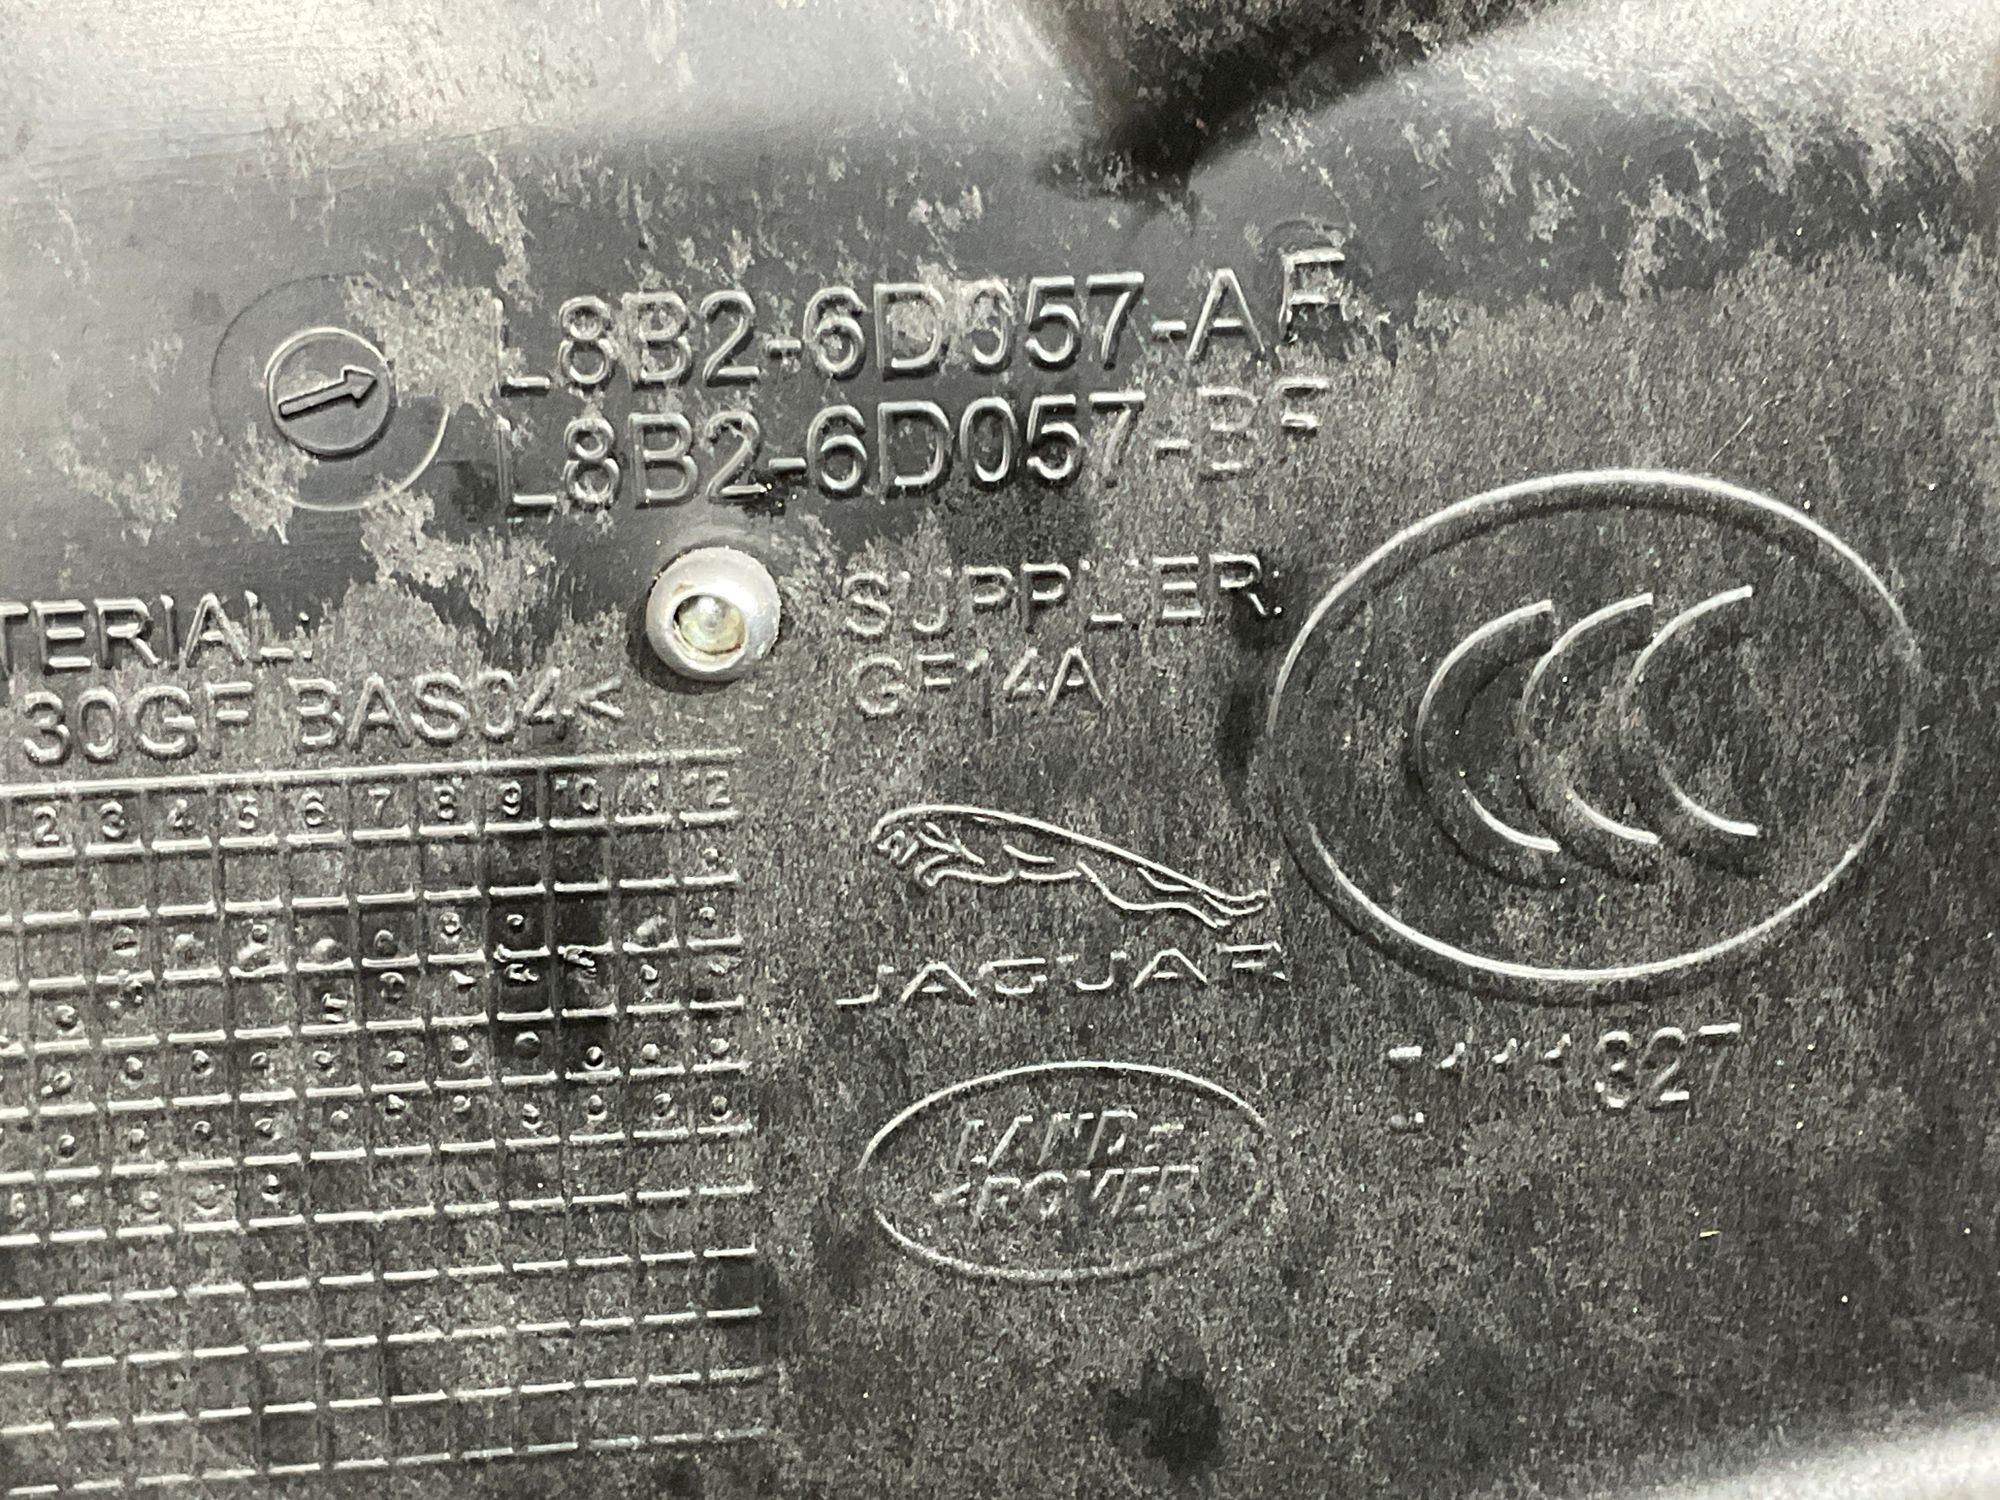 L8B2-6D057-AF
L8B2-6D057-BF
TERIAL:
30GF BAS04<
SUPPLIER:
GF14A
2 3 4 5 6 7 8 9 10 11 12
JAGUAR
LAND
ROVER